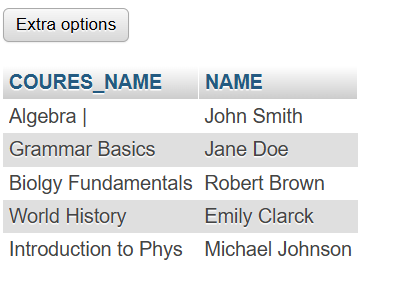 Extra options
COURES_NAME NAME
Algebra | John Smith
Grammar Basics Jane Doe
Biolgy Fundamentals Robert Brown
World History Emily Clarck
Introduction to Phys Michael Johnson